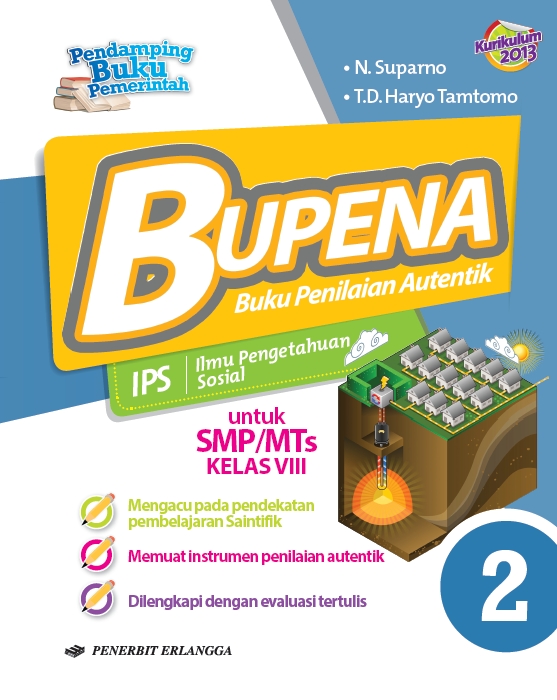 Pendamping
Buku
Pemerintah
Kurikulum
2013
• N. Suparno
• T.D. Haryo Tamtomo
BUPENA
Buku Penilaian Autentik
IPS
Ilmu Pengetahuan
Sosial
untuk
SMP/MTs
KELAS VIII
Mengacu pada pendekatan
pembelajaran Saintifik
Memuat instrumen penilaian autentik
Dilengkapi dengan evaluasi tertulis
2
PENERBIT ERLANGGA